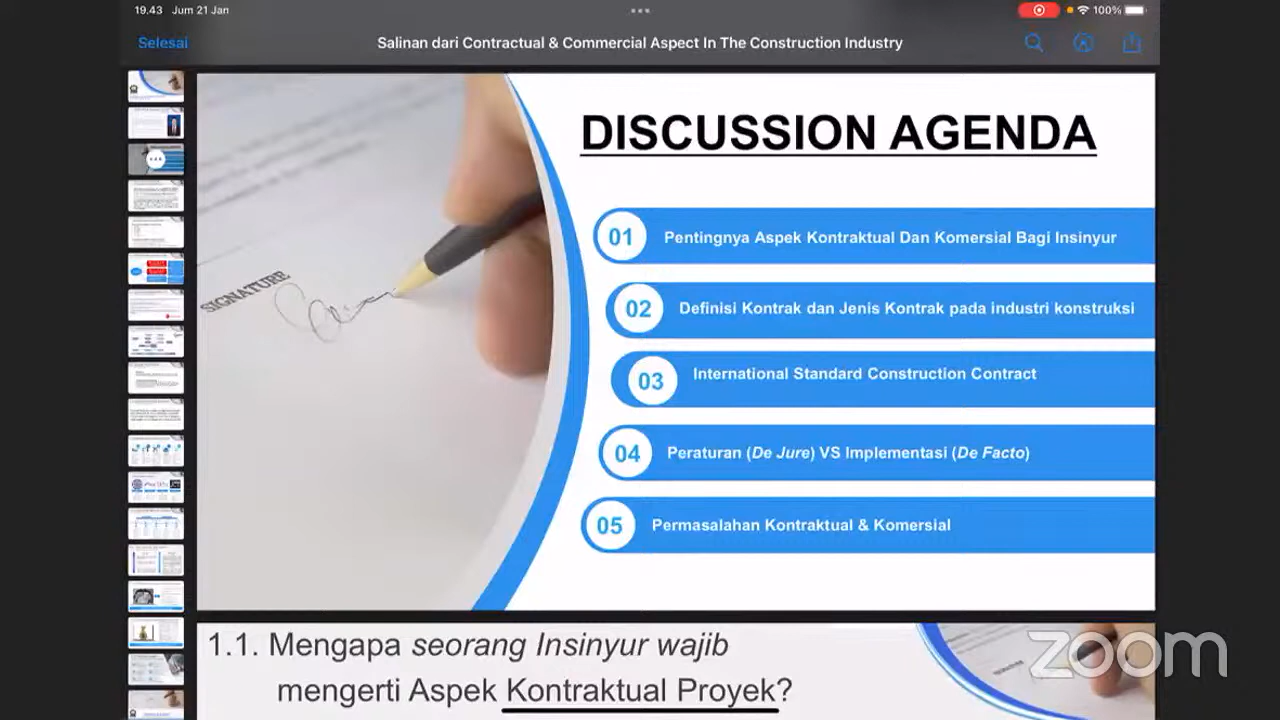 19.43 Jum 21 Jan
100%
Selesai
Salinan dari Contractual & Commercial Aspect In The Construction Industry
DISCUSSION AGENDA
01 Pentingnya Aspek Kontraktual Dan Komersial Bagi Insinyur
02 Definisi Kontrak dan Jenis Kontrak pada industri konstruksi
03 International Standard Construction Contract
04 Peraturan (De Jure) VS Implementasi (De Facto)
05 Permasalahan Kontraktual & Komersial
SIGNATURE
1.1. Mengapa seorang Insinyur wajib
mengerti Aspek Kontraktual Proyek?
zoom